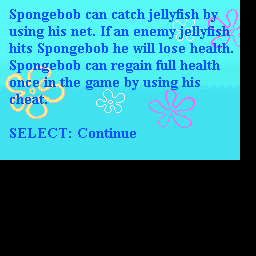 Spongebob can catch jellyfish by
using his net. If an enemy jellyfish
hits Spongebob he will lose health.
Spongebob can regain full health
once in the game by using his
cheat.
SELECT: Continue